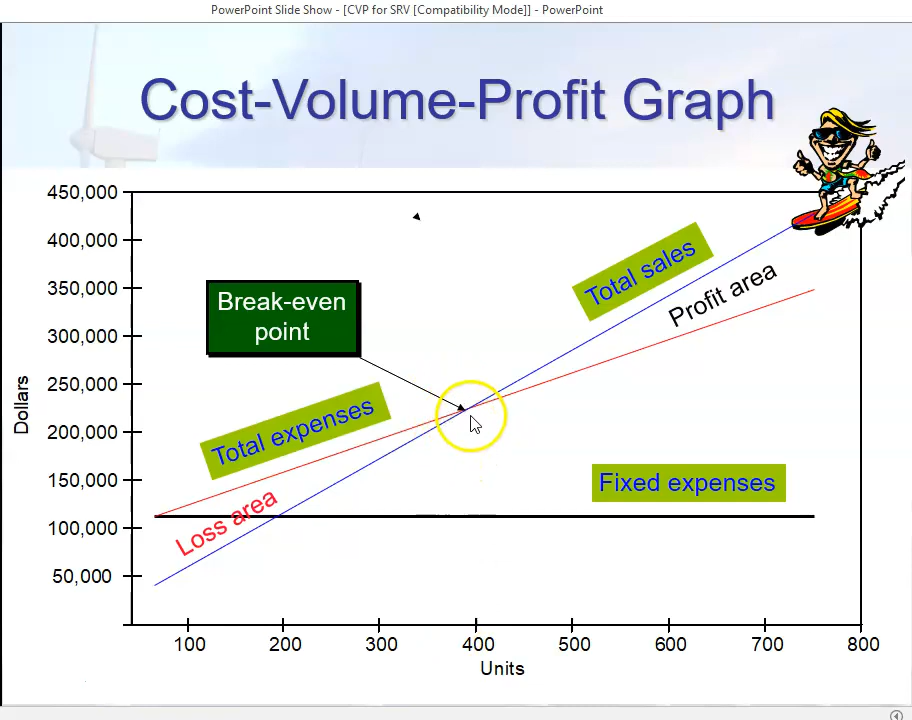 PowerPoint Slide Show - [CVP for SRV [Compatibility Mode]] - PowerPoint
Cost-Volume-Profit Graph
450,000
400,000
350,000
300,000
250,000
200,000
150,000
100,000
50,000
Dollars
Break-even
point
Total sales
Profit area
Total expenses
Fixed expenses
Loss area
100 200 300 400 500 600 700 800
Units